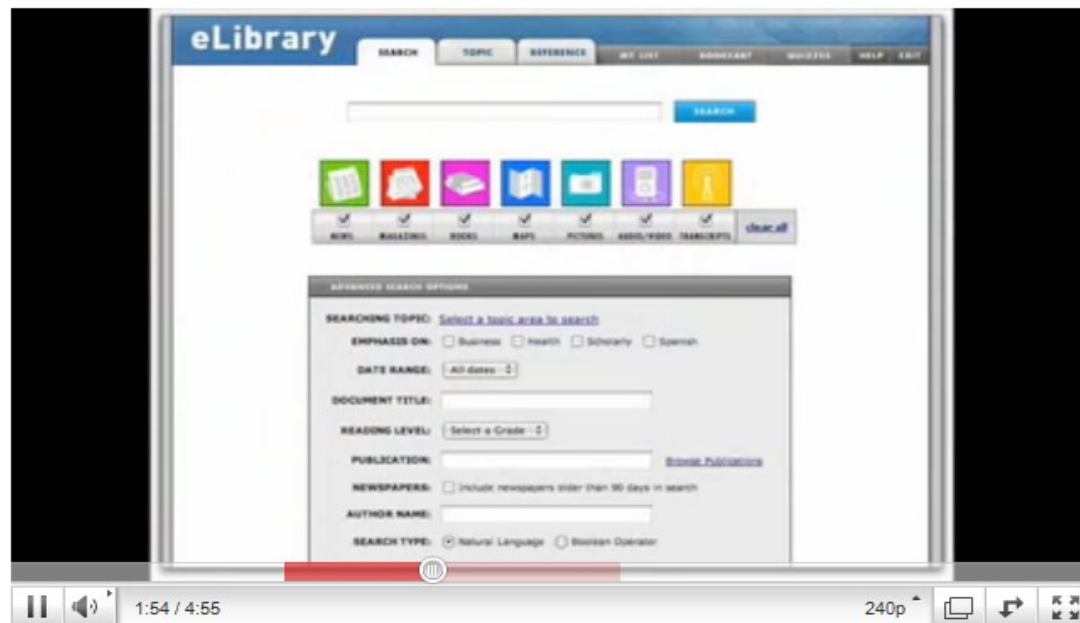 eLibrary
SEARCH TOPIC REFERENCE MY LIST BOOKCART QUIZZES HELP EXIT
SEARCH
NEWS MAGAZINES BOOKS MAPS PICTURES AUDIO/VIDEO TRANSCRIPTS clear all
ADVANCED SEARCH OPTIONS
SEARCHING TOPIC: Select a topic area to search
EMPHASIS ON: Business Health Scholarly Spanish
DATE RANGE: All dates
DOCUMENT TITLE:
READING LEVEL: Select a Grade
PUBLICATION: Browse Publications
NEWSPAPERS: Include newspapers older than 90 days in search
AUTHOR NAME:
SEARCH TYPE: Natural Language Boolean Operator
1:54 / 4:55 240p